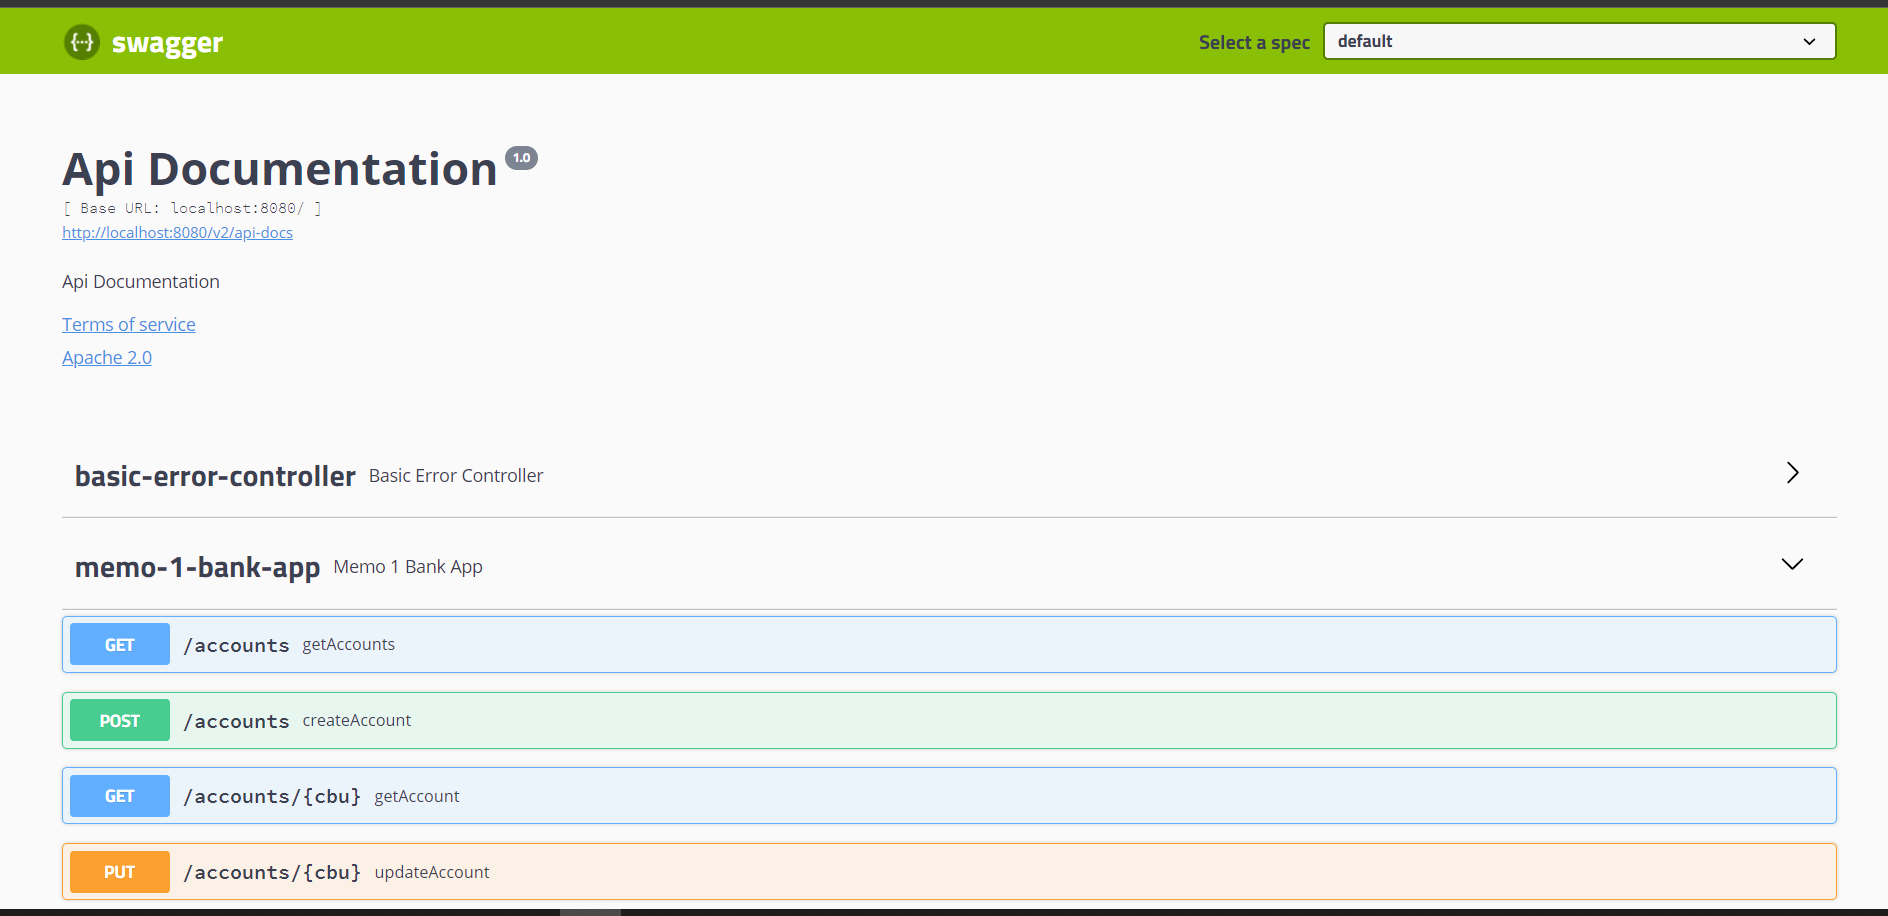 {···} swagger Select a spec default
Api Documentation 1.0
[ Base URL: localhost:8080/ ]
http://localhost:8080/v2/api-docs
Api Documentation
Terms of service
Apache 2.0
basic-error-controller Basic Error Controller
memo-1-bank-app Memo 1 Bank App
GET /accounts getAccounts
POST /accounts createAccount
GET /accounts/{cbu} getAccount
PUT /accounts/{cbu} updateAccount